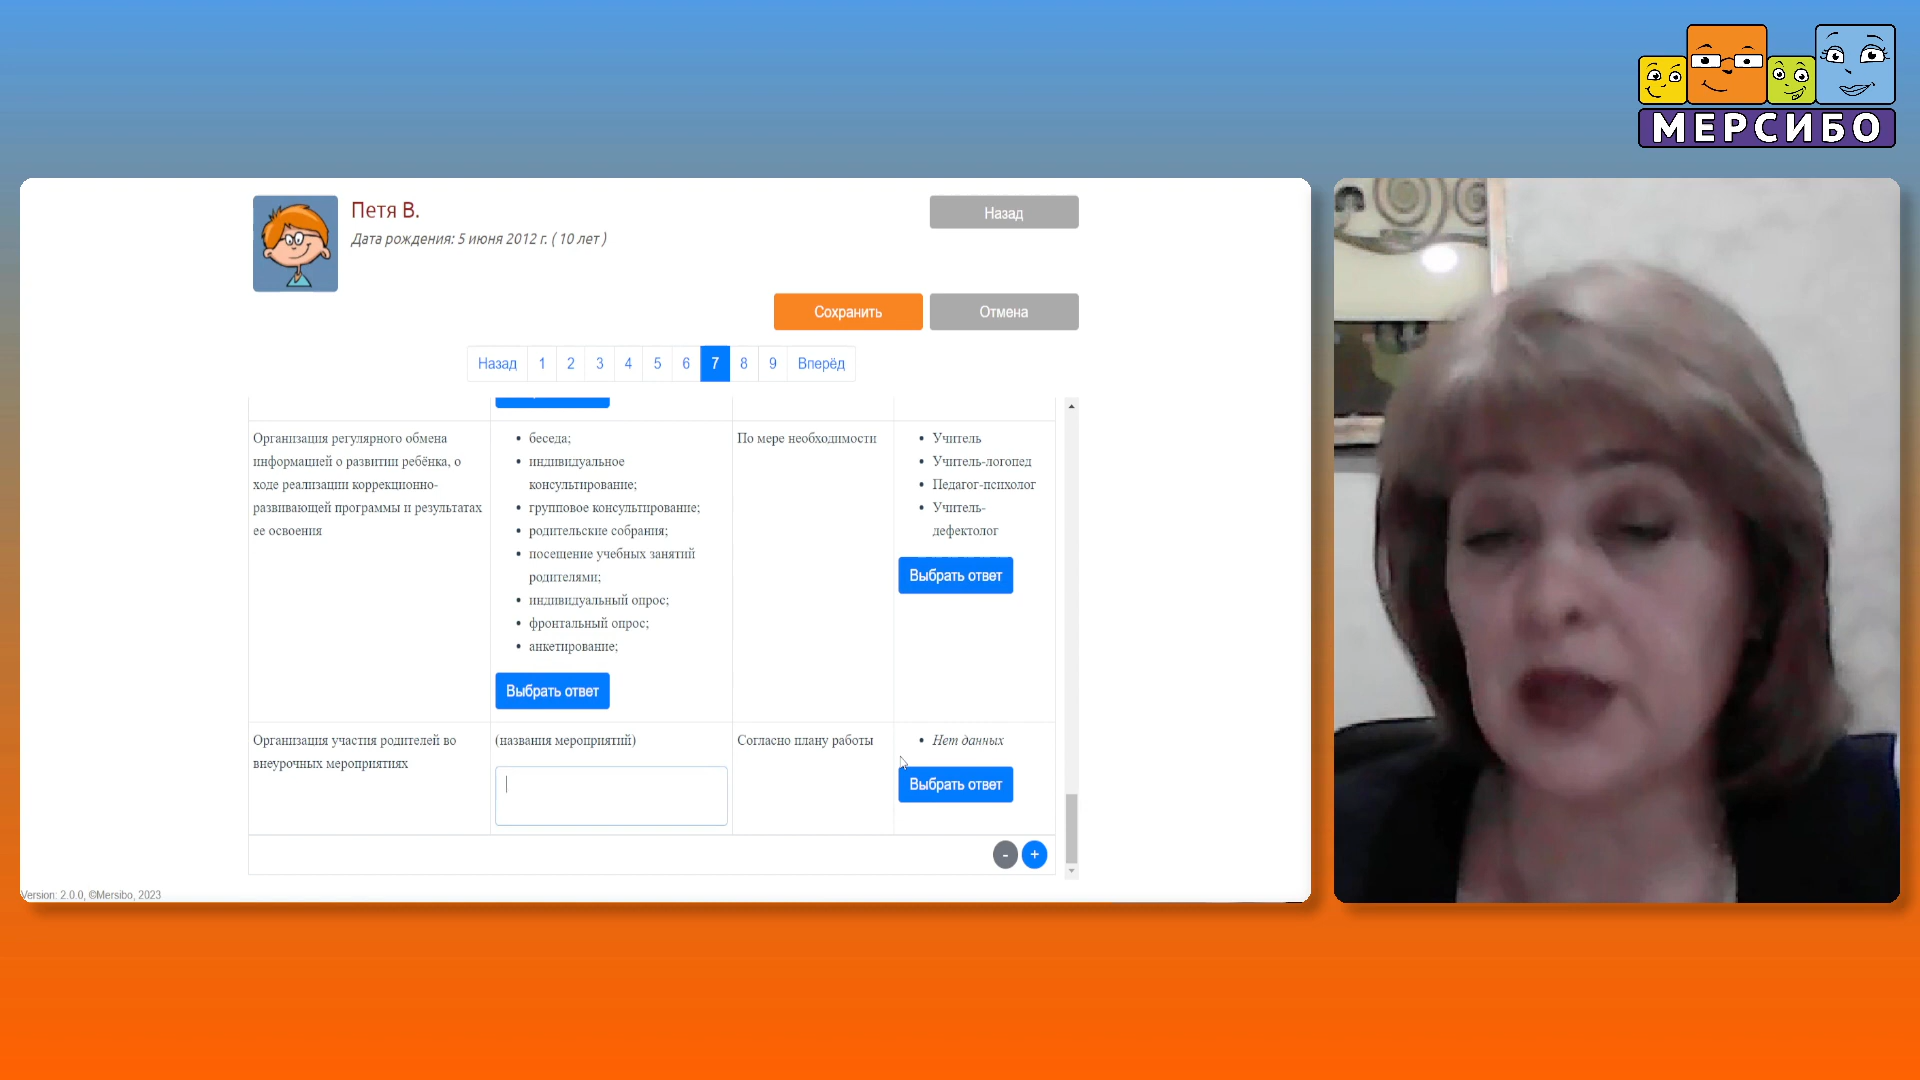 МЕРСИБО
Петя В.
Дата рождения: 5 июня 2012 г. ( 10 лет )
Назад
Сохранить
Отмена
Назад 1 2 3 4 5 6 7 8 9 Вперёд
Организация регулярного обмена
информацией о развитии ребёнка, о
ходе реализации коррекционно-
развивающей программы и результатах
ее освоения
беседа;
индивидуальное
консультирование;
групповое консультирование;
родительские собрания;
посещение учебных занятий
родителями;
индивидуальный опрос;
фронтальный опрос;
анкетирование;
Выбрать ответ
По мере необходимости
Учитель
Учитель-логопед
Педагог-психолог
Учитель-
дефектолог
Выбрать ответ
Организация участия родителей во
внеурочных мероприятиях
(названия мероприятий)
Согласно плану работы
Нет данных
Выбрать ответ
- +
Version: 2.0.0, ©Mersibo, 2023